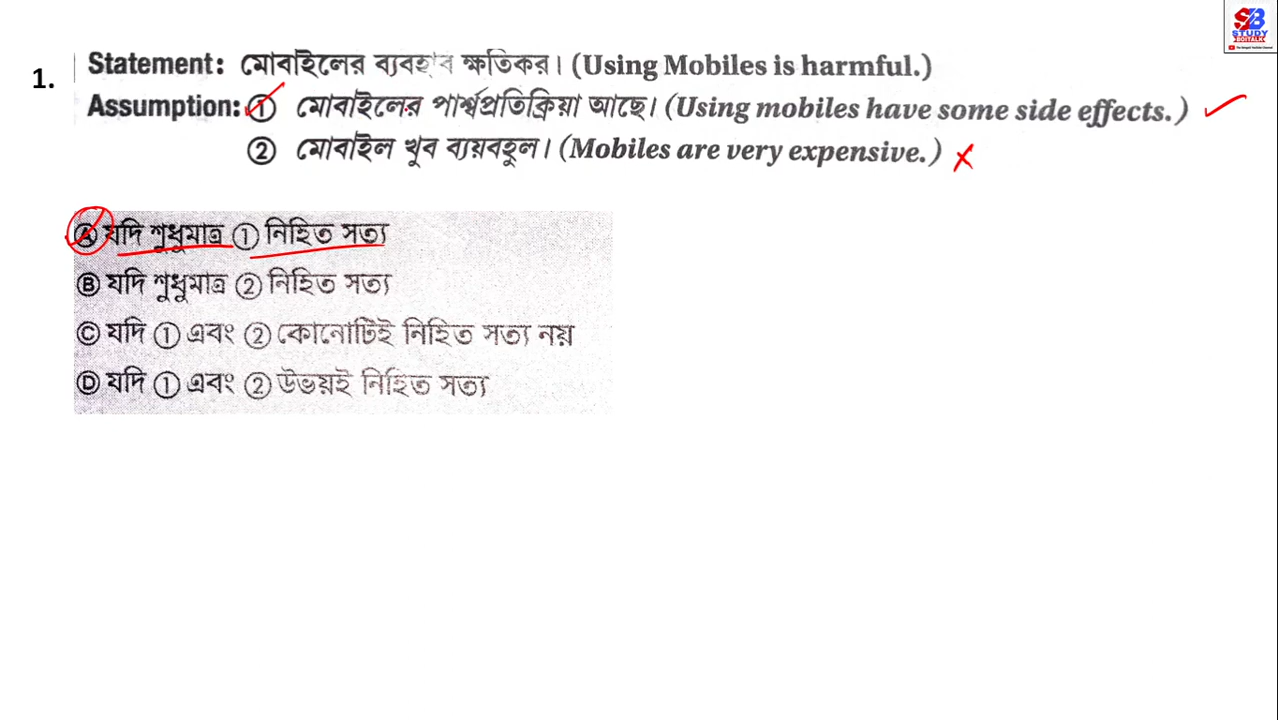 SB
STUDY
1. Statement: মোবাইলের ব্যবহার ক্ষতিকর। (Using Mobiles is harmful.)
Assumption: ① মোবাইলের পার্শ্বপ্রতিক্রিয়া আছে। (Using mobiles have some side effects.)
② মোবাইল খুব ব্যয়বহুল। (Mobiles are very expensive.)
Ⓐ যদি শুধুমাত্র ① নিহিত সত্য
Ⓑ যদি শুধুমাত্র ② নিহিত সত্য
Ⓒ যদি ① এবং ② কোনোটিই নিহিত সত্য নয়
Ⓓ যদি ① এবং ② উভয়ই নিহিত সত্য